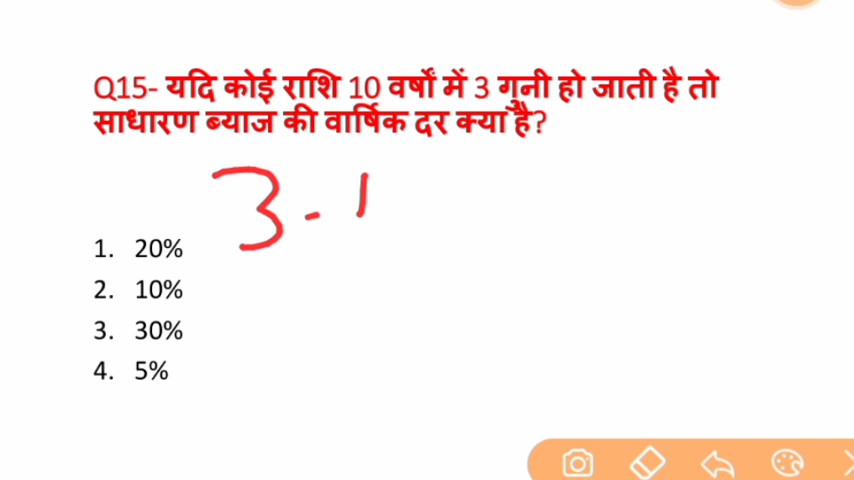 Q15- यदि कोई राशि 10 वर्षों में 3 गुनी हो जाती है तो
साधारण ब्याज की वार्षिक दर क्या है?
3 - 1
1. 20%
2. 10%
3. 30%
4. 5%